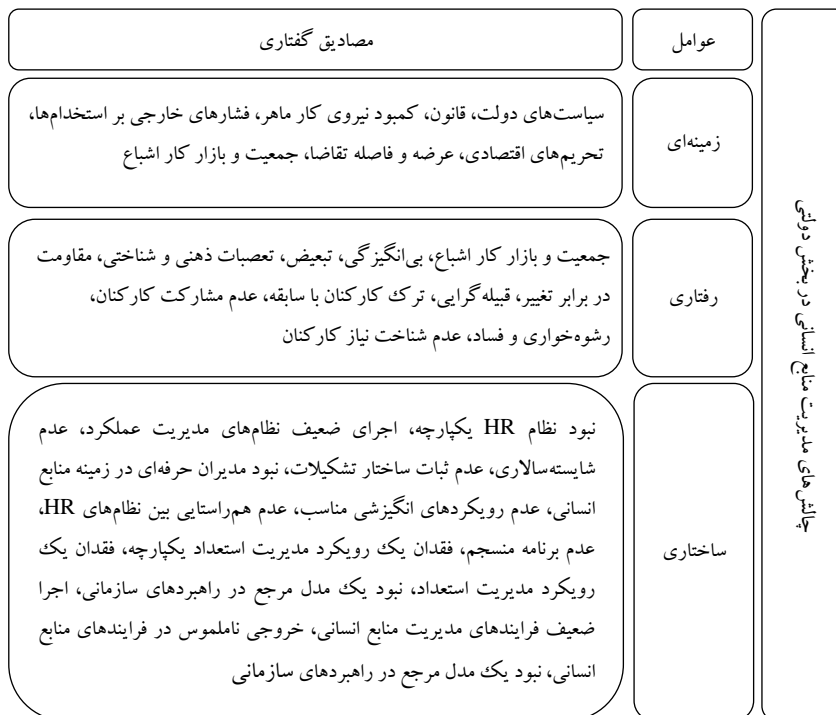 چالش‌های مدیریت منابع انسانی در بخش دولتی
عوامل
مصادیق گفتاری
زمینه‌ای
سیاست‌های دولت، قانون، کمبود نیروی کار ماهر، فشارهای خارجی بر استخدام‌ها،
تحریم‌های اقتصادی، عرضه و فاصله تقاضا، جمعیت و بازار کار اشباع
رفتاری
جمعیت و بازار کار اشباع، بی‌انگیزگی، تبعیض، تعصبات ذهنی و شناختی، مقاومت
در برابر تغییر، قبیله‌گرایی، ترک کارکنان با سابقه، عدم مشارکت کارکنان،
رشوه‌خواری و فساد، عدم شناخت نیاز کارکنان
ساختاری
نبود نظام HR یکپارچه، اجرای ضعیف نظام‌های مدیریت عملکرد، عدم
شایسته‌سالاری، عدم ثبات ساختار تشکیلات، نبود مدیران حرفه‌ای در زمینه منابع
انسانی، عدم رویکردهای انگیزشی مناسب، عدم هم‌راستایی بین نظام‌های HR،
عدم برنامه منسجم، فقدان یک رویکرد مدیریت استعداد یکپارچه، فقدان یک
رویکرد مدیریت استعداد، نبود یک مدل مرجع در راهبردهای سازمانی، اجرا
ضعیف فرایندهای مدیریت منابع انسانی، خروجی ناملموس در فرایندهای منابع
انسانی، نبود یک مدل مرجع در راهبردهای سازمانی